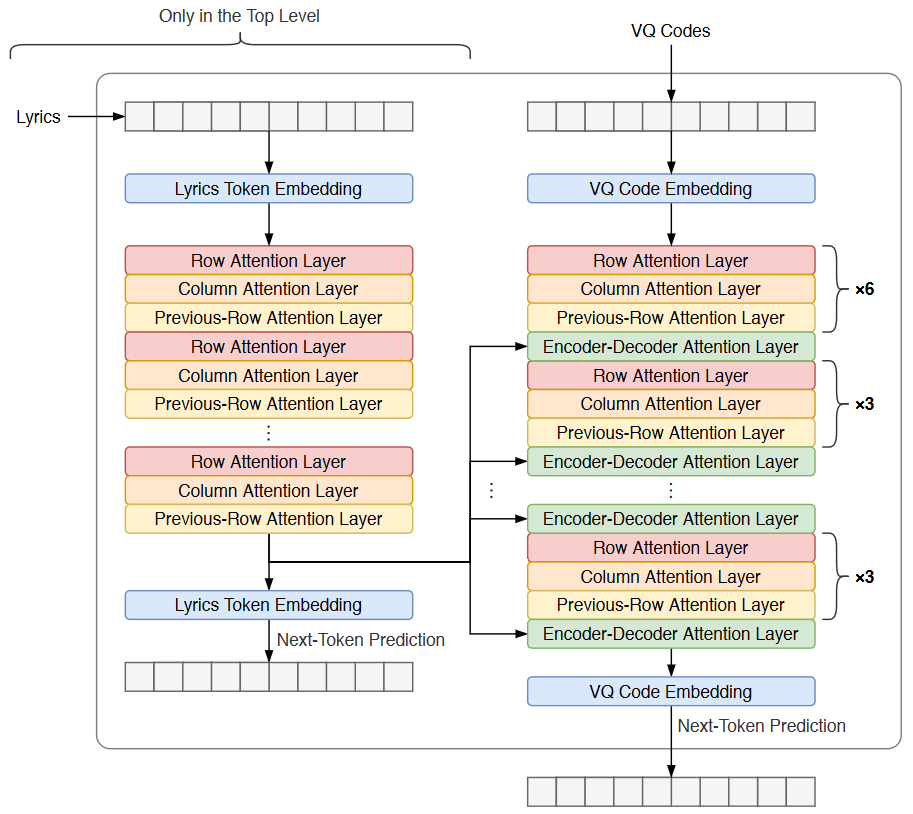 Only in the Top Level
Lyrics
Lyrics Token Embedding
Row Attention Layer
Column Attention Layer
Previous-Row Attention Layer
Row Attention Layer
Column Attention Layer
Previous-Row Attention Layer
⋮
Row Attention Layer
Column Attention Layer
Previous-Row Attention Layer
Lyrics Token Embedding
Next-Token Prediction
VQ Codes
VQ Code Embedding
Row Attention Layer
Column Attention Layer
×6
Previous-Row Attention Layer
Encoder-Decoder Attention Layer
Row Attention Layer
Column Attention Layer
×3
Previous-Row Attention Layer
Encoder-Decoder Attention Layer
⋮ ⋮
Encoder-Decoder Attention Layer
Row Attention Layer
Column Attention Layer
×3
Previous-Row Attention Layer
Encoder-Decoder Attention Layer
VQ Code Embedding
Next-Token Prediction